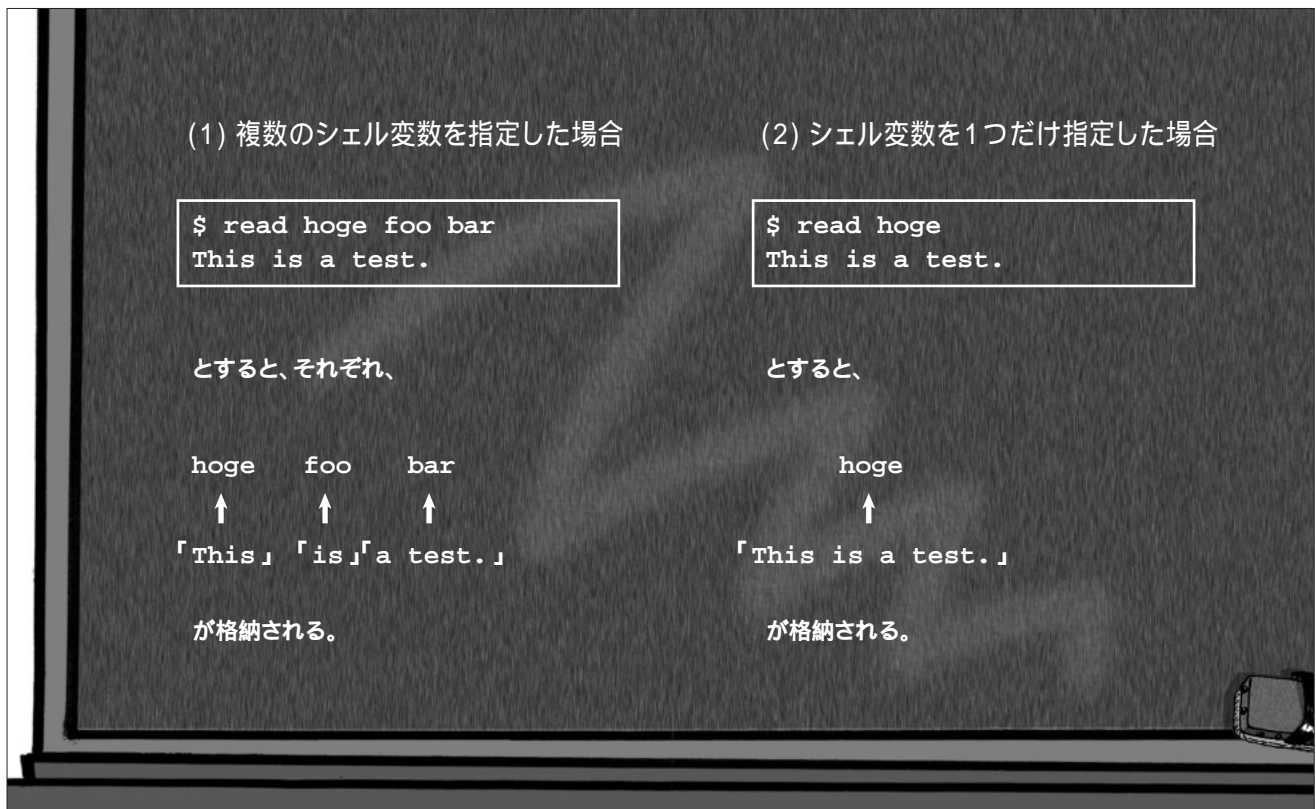 (1) 複数のシェル変数を指定した場合
$ read hoge foo bar
This is a test.
とすると、それぞれ、
hoge foo bar
「This」「is」「a test.」
が格納される。
(2) シェル変数を1つだけ指定した場合
$ read hoge
This is a test.
とすると、
hoge
「This is a test.」
が格納される。